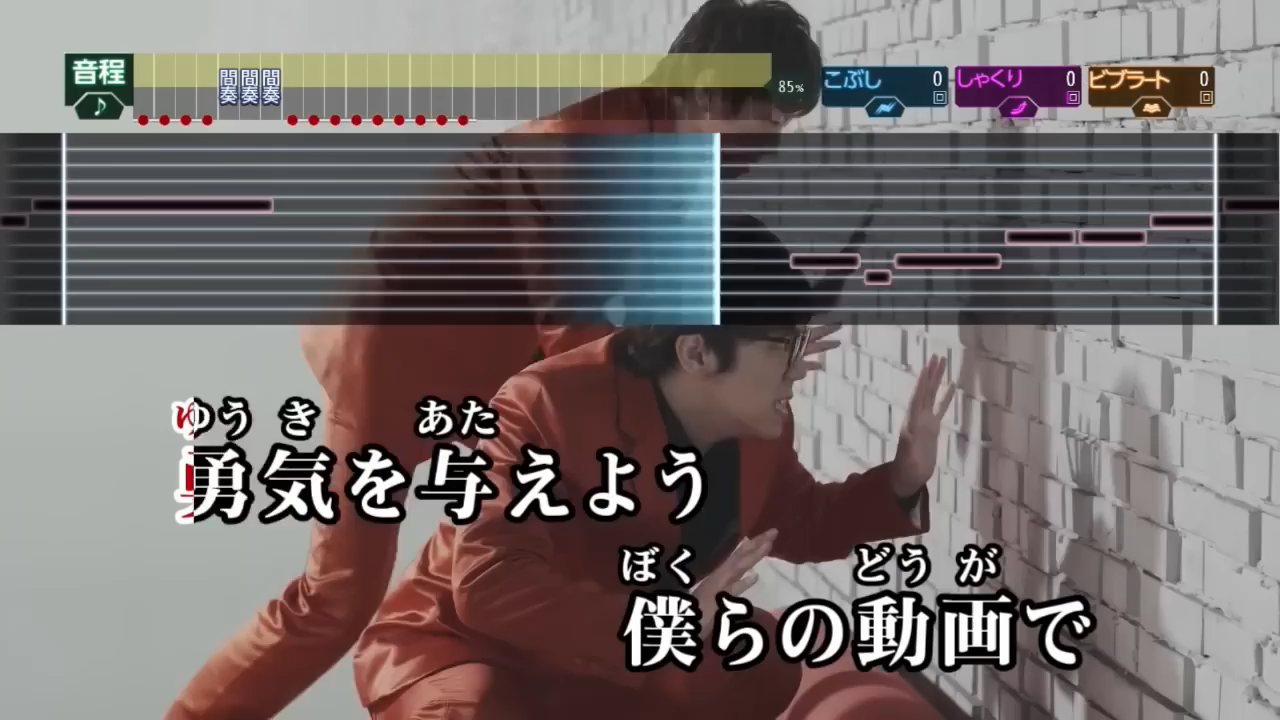 音程
♪
間奏 間奏 間奏
85%
こぶし 0
しゃくり 0
ビブラート 0
ゆうき あた
勇気を与えよう
ぼく どうが
僕らの動画で